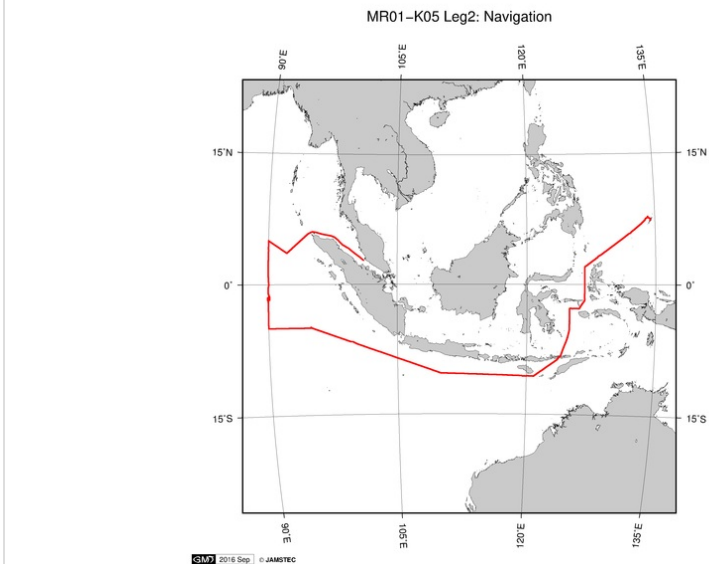 MR01−K05 Leg2: Navigation
90˚E 105˚E 120˚E 135˚E
15˚N 15˚N
0˚ 0˚
15˚S 15˚S
90˚E 105˚E 120˚E 135˚E
GMD 2016 Sep © JAMSTEC